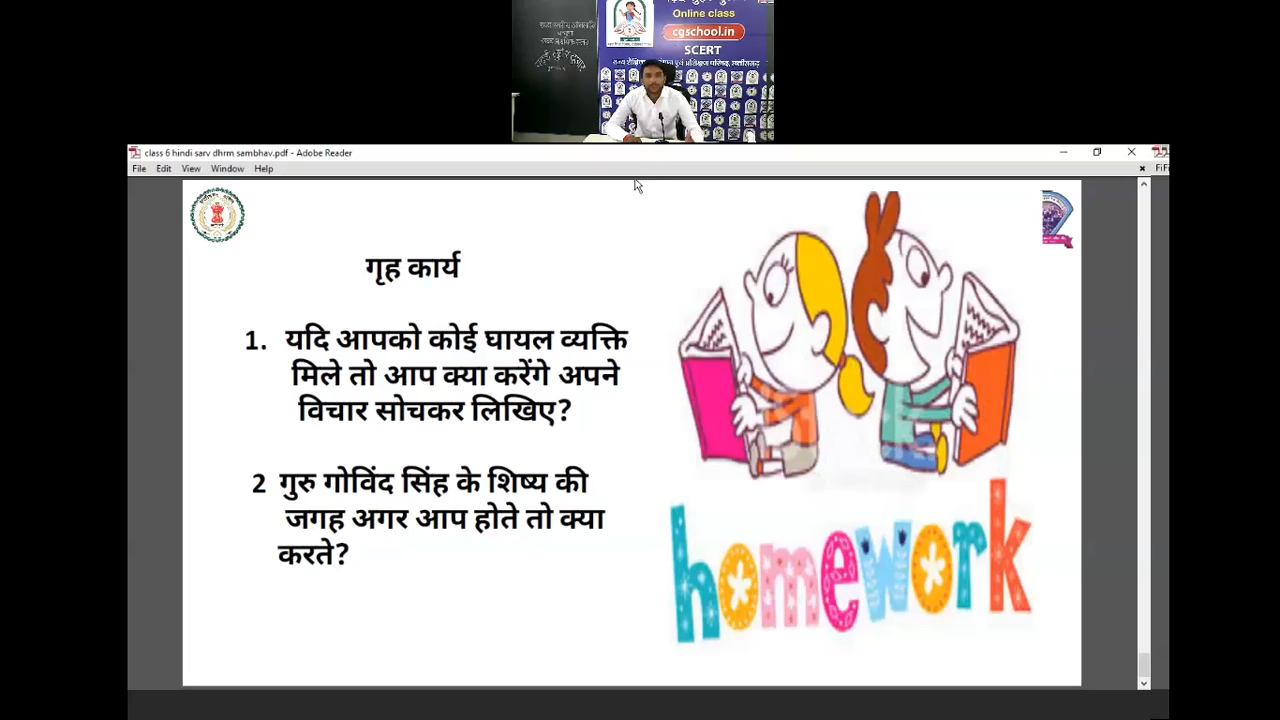 Online class
cgschool.in
SCERT
class 6 hindi sarv dhrm sambhav.pdf - Adobe Reader
File Edit View Window Help
गृह कार्य
1. यदि आपको कोई घायल व्यक्ति
मिले तो आप क्या करेंगे अपने
विचार सोचकर लिखिए?
2 गुरु गोविंद सिंह के शिष्य की
जगह अगर आप होते तो क्या
करते?
homework